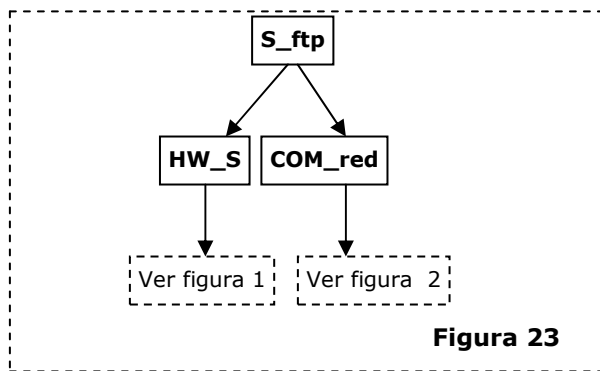 S_ftp
HW_S
COM_red
Ver figura 1
Ver figura 2
Figura 23